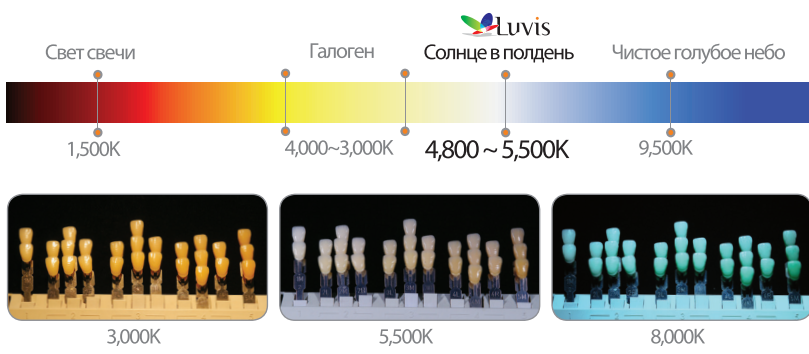 Luvis
Свет свечи
Галоген
Солнце в полдень
Чистое голубое небо
1,500K
4,000~3,000K
4,800 ~ 5,500K
9,500K
3,000K
5,500K
8,000K